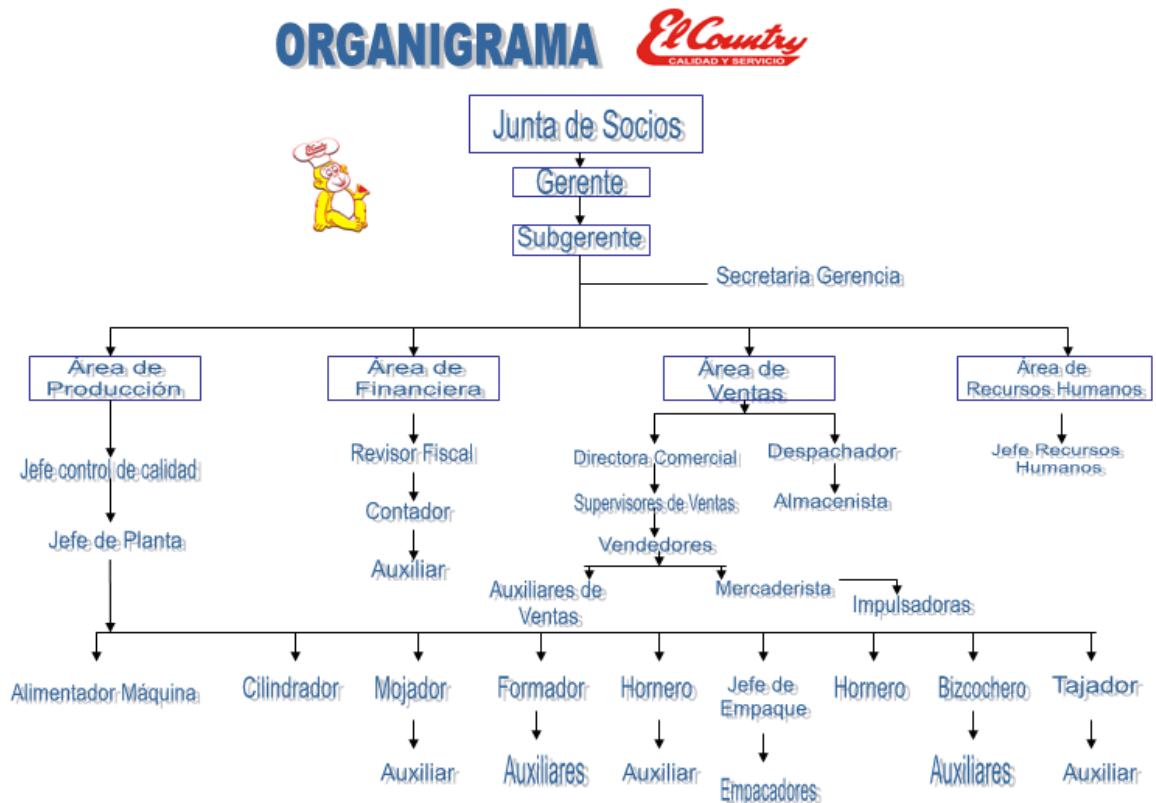 ORGANIGRAMA
El Country
CALIDAD Y SERVICIO
Junta de Socios
Gerente
Subgerente
Secretaria Gerencia
Área de
Producción
Área de
Financiera
Área de
Ventas
Área de
Recursos Humanos
Jefe control de calidad
Jefe de Planta
Revisor Fiscal
Contador
Auxiliar
Directora Comercial
Supervisores de Ventas
Vendedores
Auxiliares de
Ventas
Mercaderista
Impulsadoras
Despachador
Almacenista
Jefe Recursos
Humanos
Alimentador Máquina
Cilindrador
Mojador
Formador
Hornero
Jefe de
Empaque
Hornero
Bizcochero
Tajador
Auxiliar
Auxiliares
Auxiliar
Empacadores
Auxiliares
Auxiliar